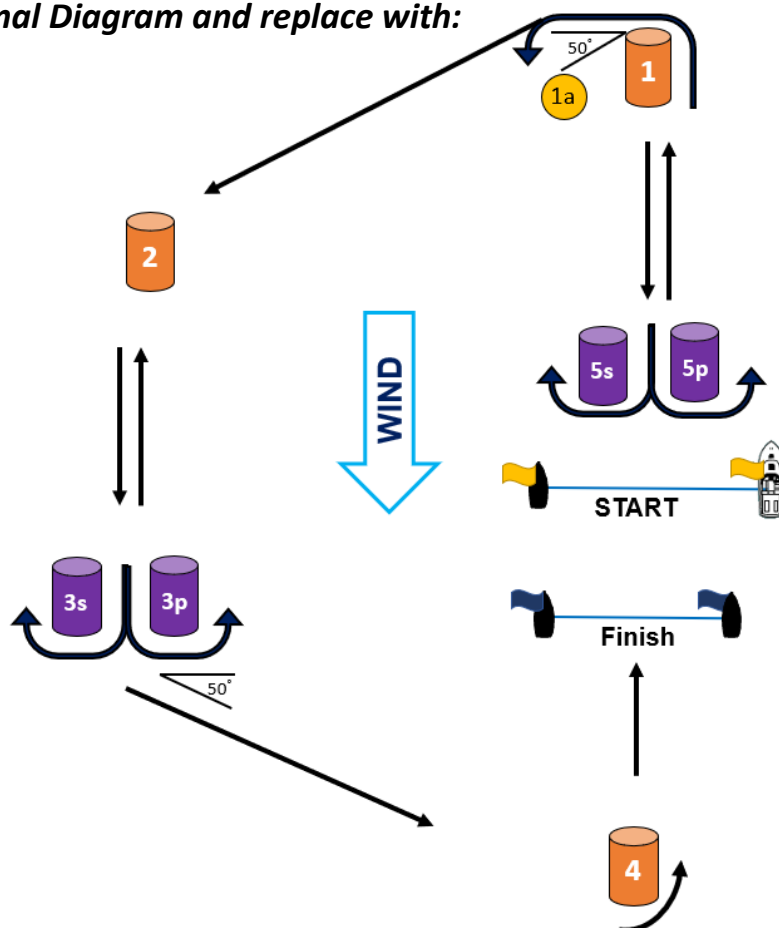 nal Diagram and replace with:
50°
1
1a
2
WIND
5s
5p
START
3s
3p
Finish
50°
4